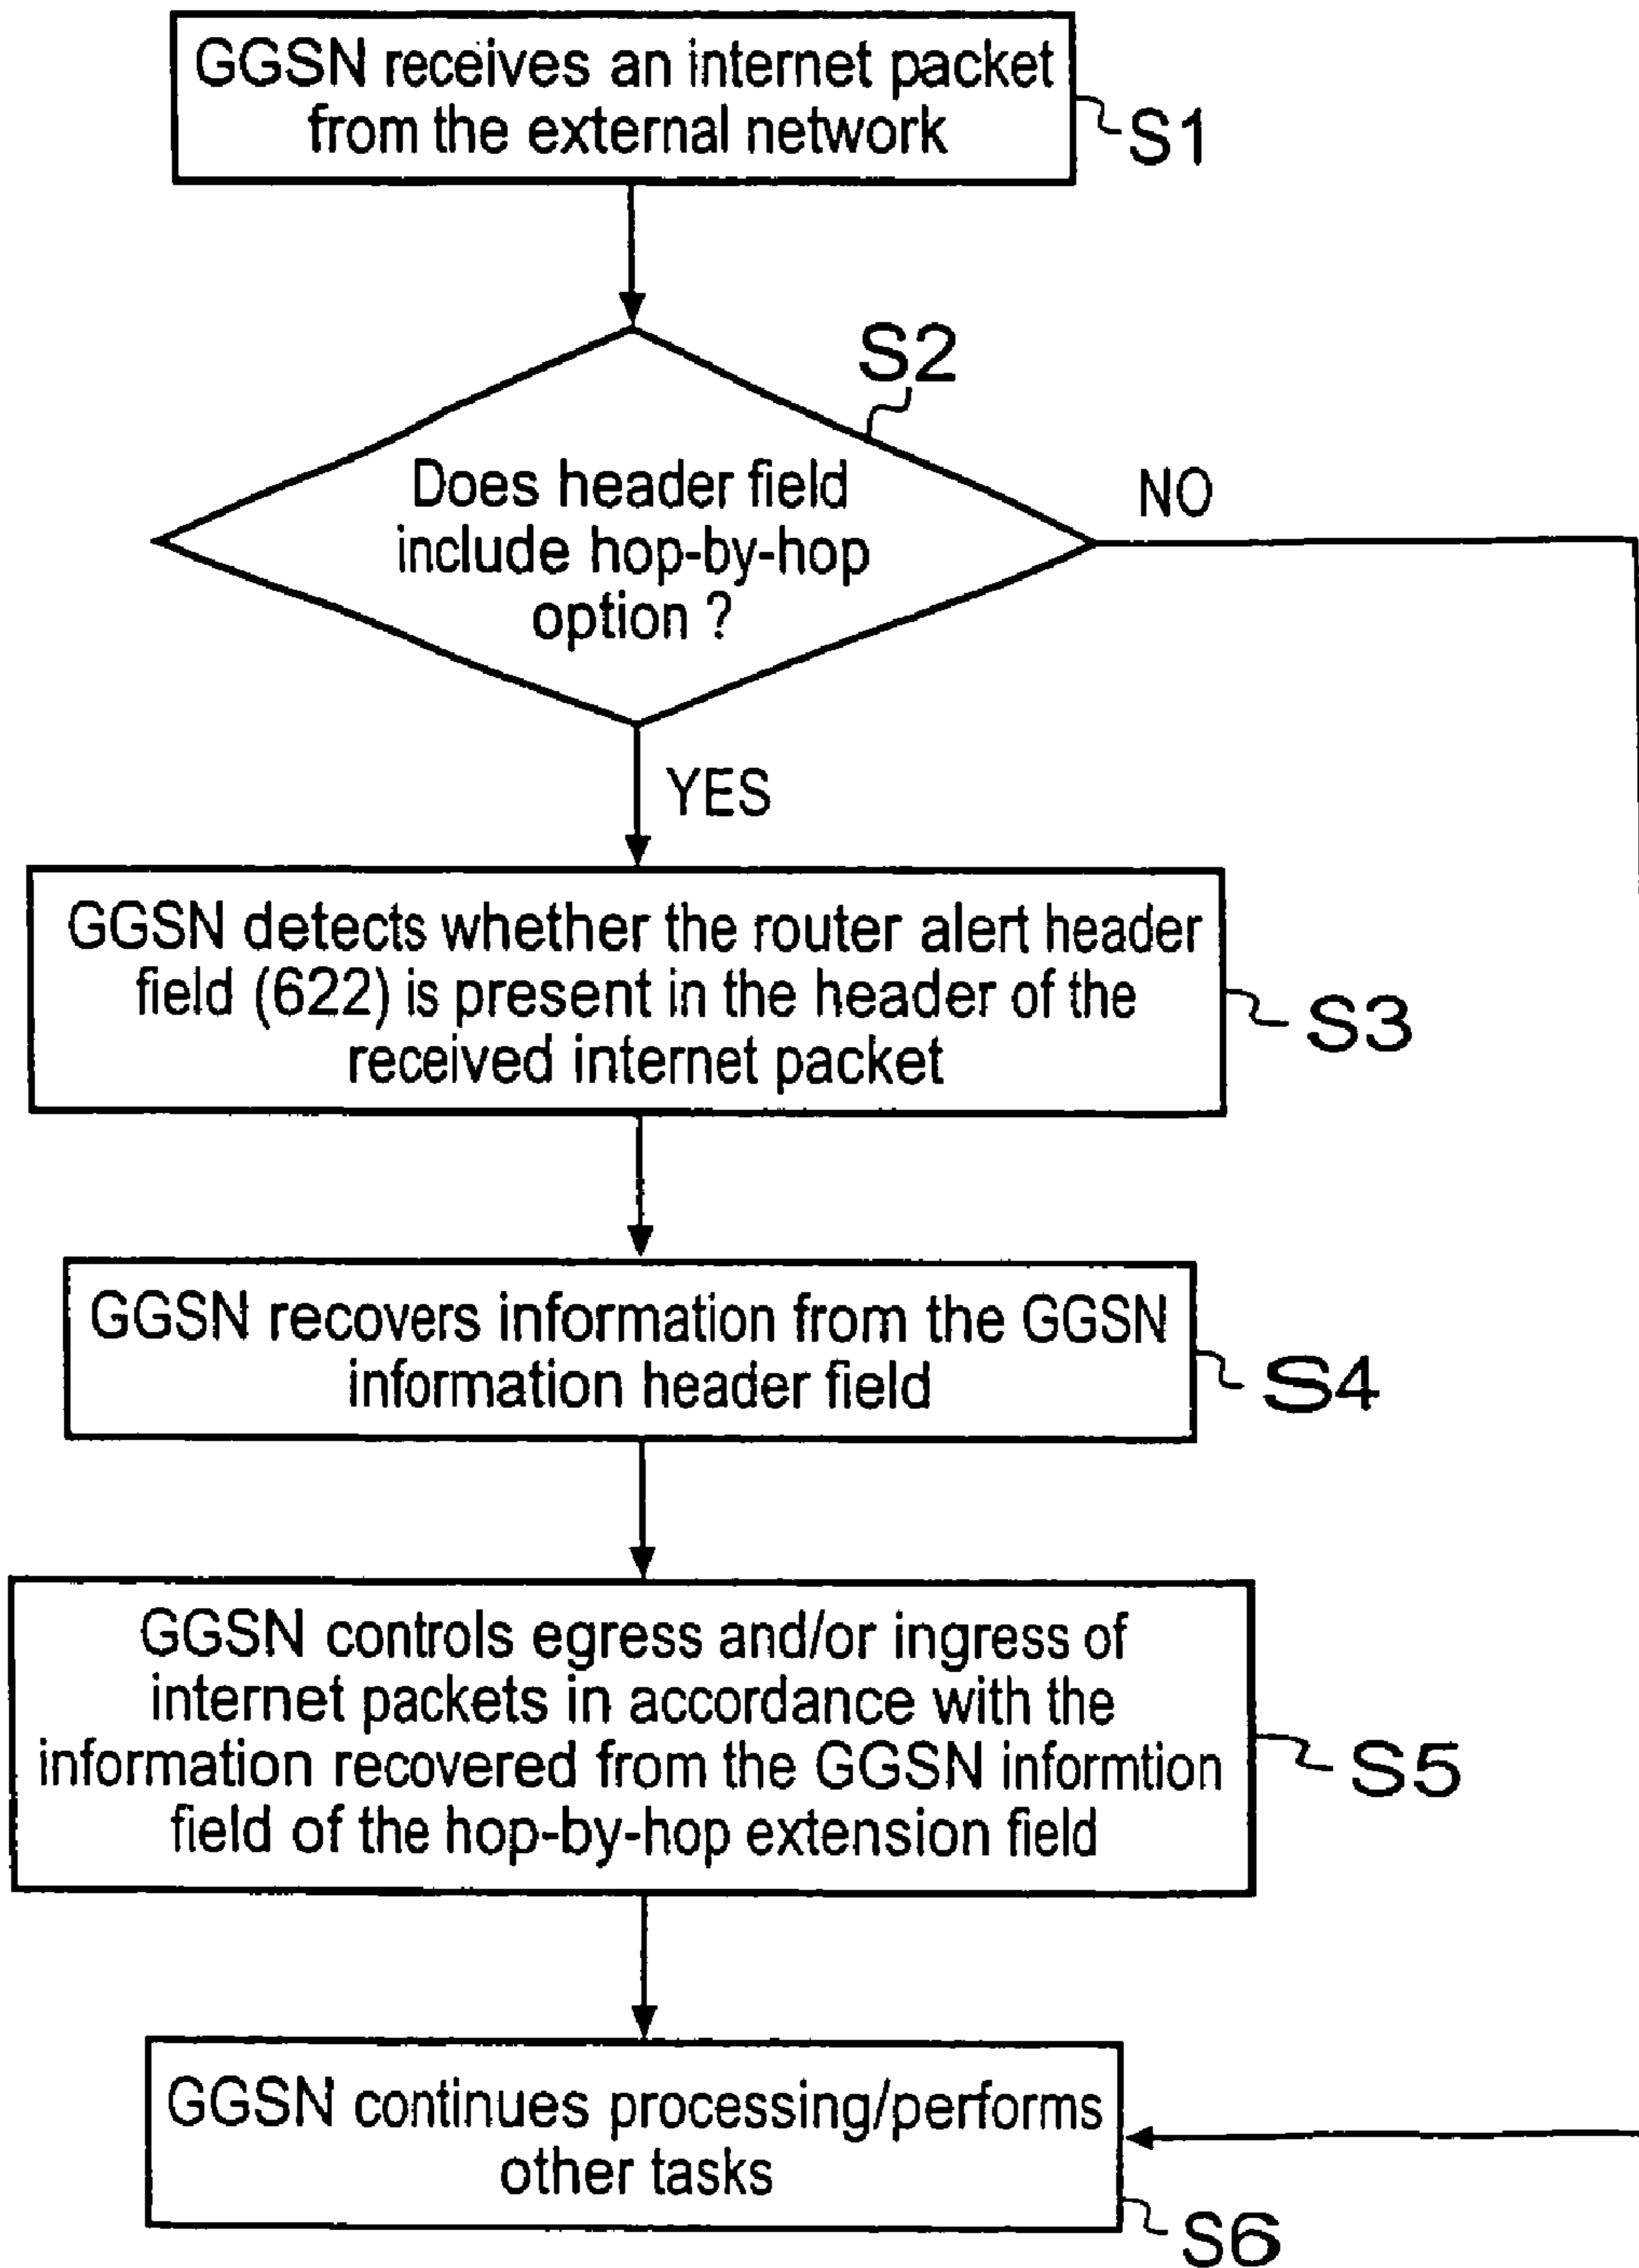 GGSN receives an internet packet
from the external network
S1
S2
Does header field
include hop-by-hop
option ?
NO
YES
GGSN detects whether the router alert header
field (622) is present in the header of the
received internet packet
S3
GGSN recovers information from the GGSN
information header field
S4
GGSN controls egress and/or ingress of
internet packets in accordance with the
information recovered from the GGSN informtion
field of the hop-by-hop extension field
S5
GGSN continues processing/performs
other tasks
S6